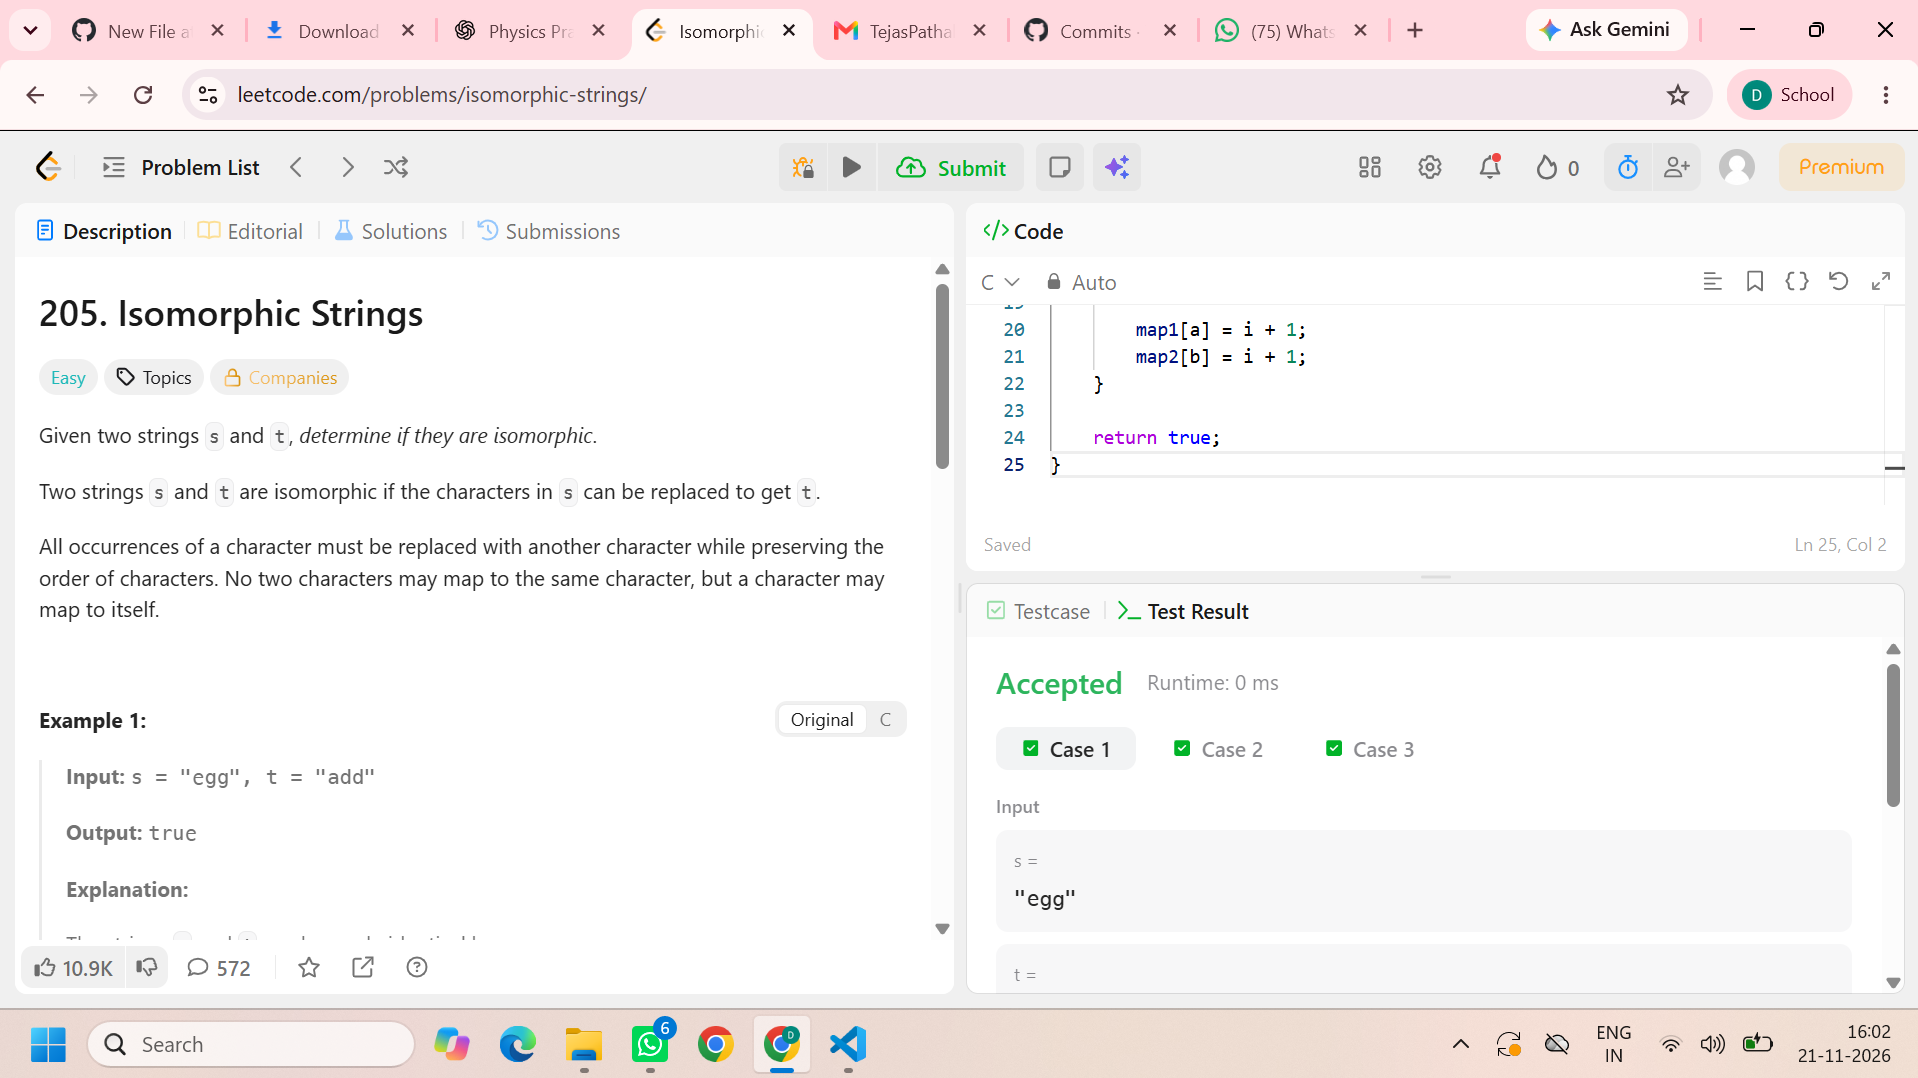 New File a
Download
Physics Pra
Isomorphic
TejasPathal
Commits ·
(75) Whats
Ask Gemini
leetcode.com/problems/isomorphic-strings/
D School
Problem List
Submit
0
Premium
Description
Editorial
Solutions
Submissions
</> Code
205. Isomorphic Strings
C
Auto
Easy
Topics
Companies
20 map1[a] = i + 1;
21 map2[b] = i + 1;
22 }
23
24 return true;
25 }
Given two strings s and t, determine if they are isomorphic.
Two strings s and t are isomorphic if the characters in s can be replaced to get t.
All occurrences of a character must be replaced with another character while preserving the
order of characters. No two characters may map to the same character, but a character may
map to itself.
Saved
Ln 25, Col 2
Testcase
Test Result
Accepted
Runtime: 0 ms
Case 1
Case 2
Case 3
Example 1:
Original
C
Input: s = "egg", t = "add"
Output: true
Explanation:
Input
s =
"egg"
t =
10.9K
572
Search
6
D
ENG
IN
16:02
21-11-2026